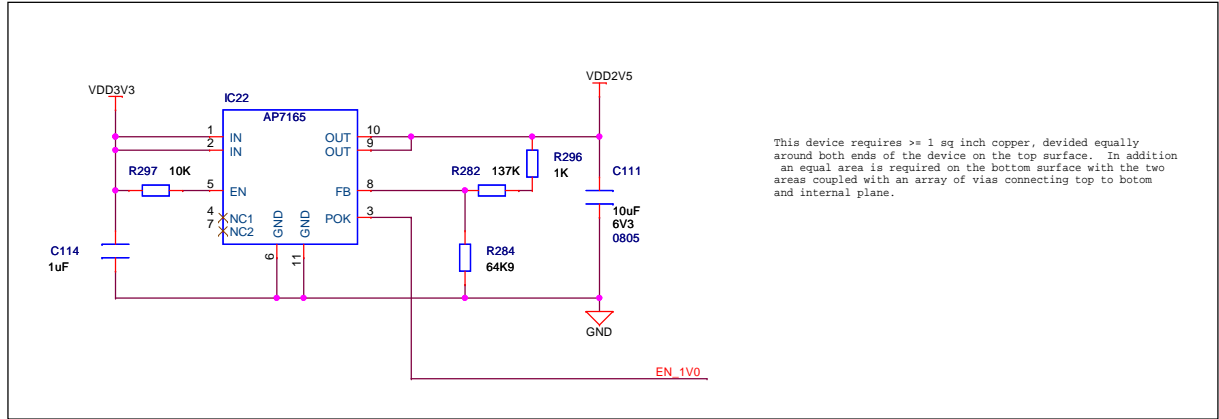 VDD3V3
VDD2V5
IC22
AP7165
1 IN
2 IN
OUT 10
OUT 9
R297 10K
5 EN
FB 8
R282 137K
R296
1K
C111
10uF
6V3
0805
4 NC1
7 NC2
GND
GND
POK 3
6
11
C114
1uF
R284
64K9
GND
EN_1V0
This device requires >= 1 sq inch copper, devided equally
around both ends of the device on the top surface. In addition
an equal area is required on the bottom surface with the two
areas coupled with an array of vias connecting top to botom
and internal plane.